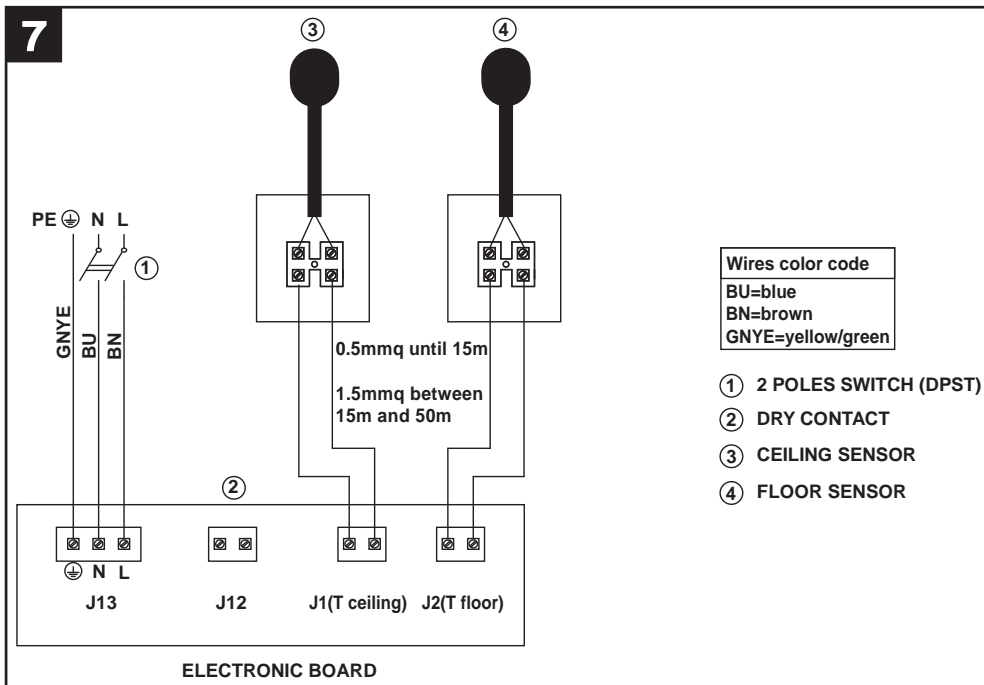 7
3
4
PE N L
1
GNYE
BU
BN
0.5mmq until 15m
1.5mmq between
15m and 50m
2
N L
J13
J12
J1(T ceiling)
J2(T floor)
ELECTRONIC BOARD
Wires color code
BU=blue
BN=brown
GNYE=yellow/green
1 2 POLES SWITCH (DPST)
2 DRY CONTACT
3 CEILING SENSOR
4 FLOOR SENSOR